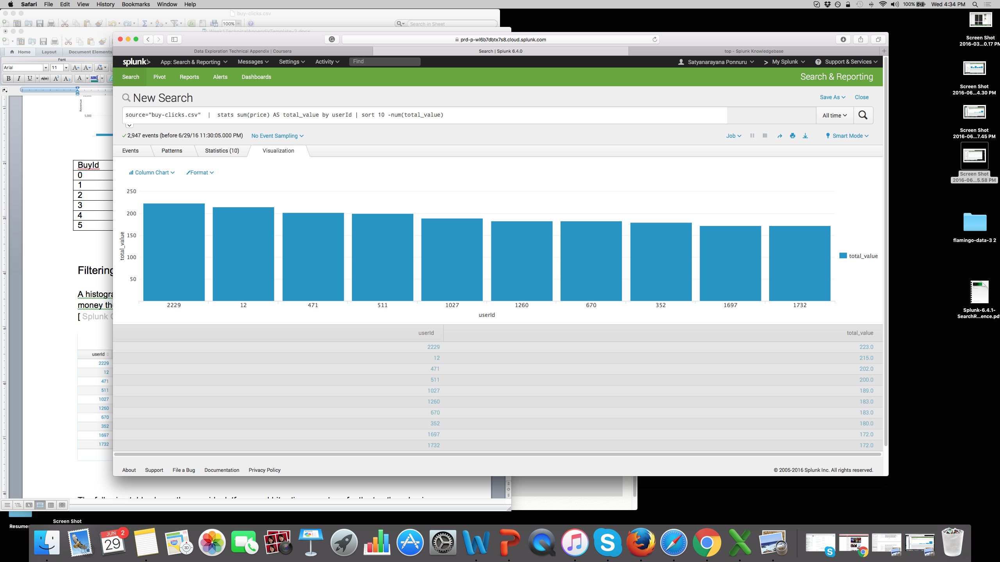 Safari File Edit View History Bookmarks Window Help
100% Wed 4:34 PM
buy-clicks.csv
100%
Search in Sheet
Week1TechnicalAppendixTemplate-2.docx
Home Layout Document Elements
Font
Arial 11
prd-p-wl6b7dbtx7s8.cloud.splunk.com
Data Exploration Technical Appendix | Coursera
Search | Splunk 6.4.0
top - Splunk Knowledgebase
splunk> App: Search & Reporting Messages Settings Activity Find
Satyanarayana Ponnuru > My Splunk Support & Services
Search Pivot Reports Alerts Dashboards
Search & Reporting
New Search
Save As Close
source="buy-clicks.csv" | stats sum(price) AS total_value by userId | sort 10 -num(total_value)
All time
2,947 events (before 6/29/16 11:30:05.000 PM) No Event Sampling
Job Smart Mode
Events Patterns Statistics (10) Visualization
Column Chart Format
250
200
150
100
50
total_value
2229 12 471 511 1027 1260 670 352 1697 1732
userId
total_value
userId total_value
2229 223.0
12 215.0
471 202.0
511 200.0
1027 189.0
1260 183.0
670 183.0
352 180.0
1697 172.0
1732 172.0
About Support File a Bug Documentation Privacy Policy
© 2005-2016 Splunk Inc. All rights reserved.
Revenue
5,000
BuyId
0
1
2
3
4
5
Filtering
A histogra
money the
[ Splunk
userId
2229
12
471
511
1027
1260
670
352
1697
1732
Screen Shot
2016-03...0.17 PM
Screen Shot
2016-06...4.30 PM
Screen Shot
2016-06...7.45 PM
Screen Shot
2016-06...5.58 PM
flamingo-data-3 2
Splunk-6.4.1-
SearchR...ence.pdf
Resumes
Screen Shot
JUN 2
29
280
3D